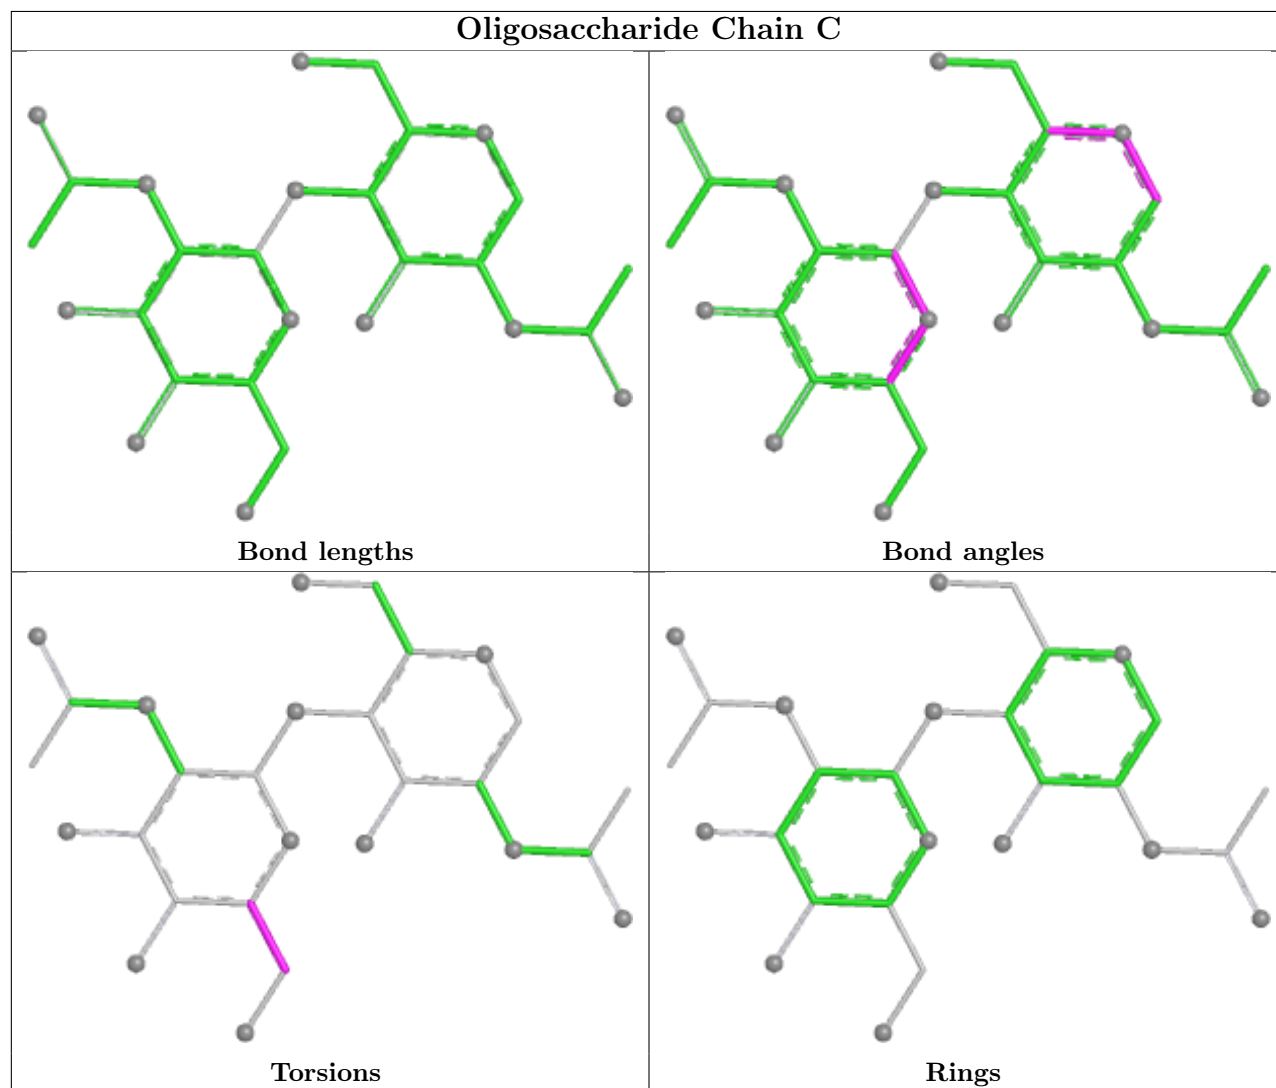 Oligosaccharide Chain C
Bond lengths
Bond angles
Torsions
Rings